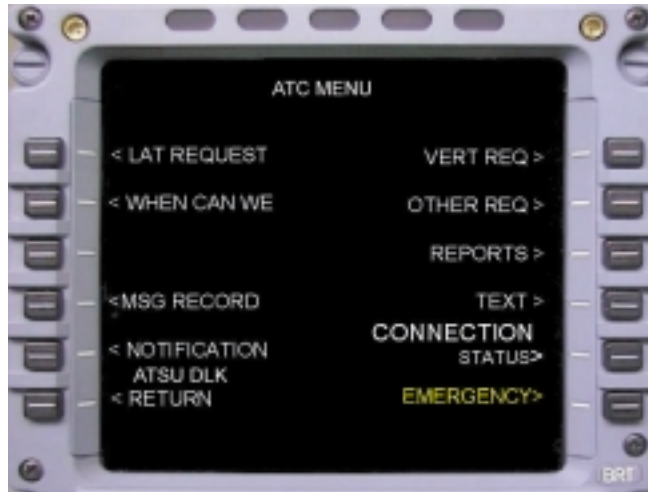 ATC MENU
< LAT REQUEST VERT REQ >
< WHEN CAN WE OTHER REQ >
REPORTS >
<MSG RECORD TEXT >
CONNECTION
< NOTIFICATION STATUS>
ATSU DLK
< RETURN EMERGENCY>
BRT